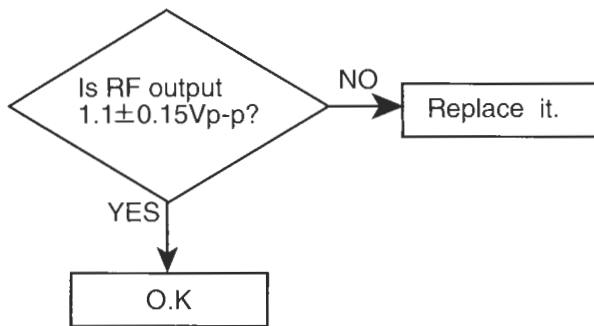 Is RF output
1.1±0.15Vp-p?
NO
Replace it.
YES
O.K